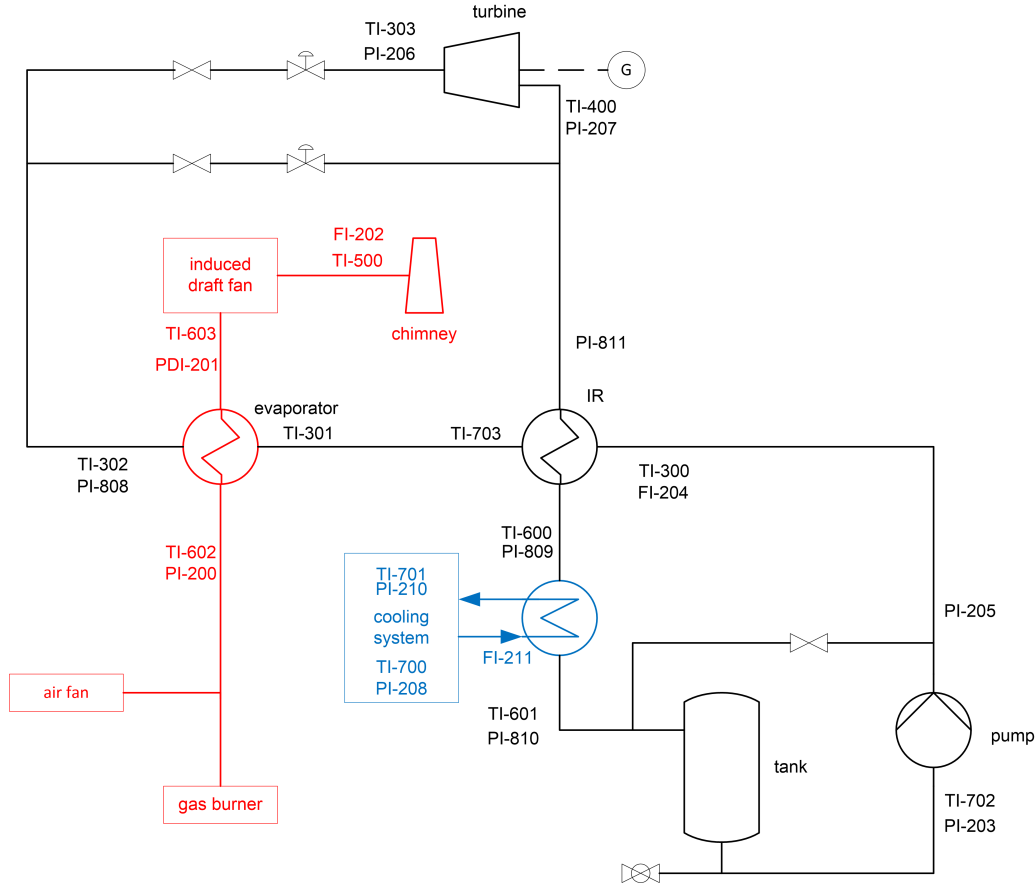 turbine
TI-303
PI-206
G
TI-400
PI-207
FI-202
TI-500
induced
draft fan
chimney
TI-603
PDI-201
PI-811
IR
evaporator
TI-301
TI-703
TI-302
PI-808
TI-300
FI-204
TI-600
PI-809
TI-602
PI-200
TI-701
PI-210
cooling
system
FI-211
TI-700
PI-208
PI-205
air fan
TI-601
PI-810
tank
pump
gas burner
TI-702
PI-203